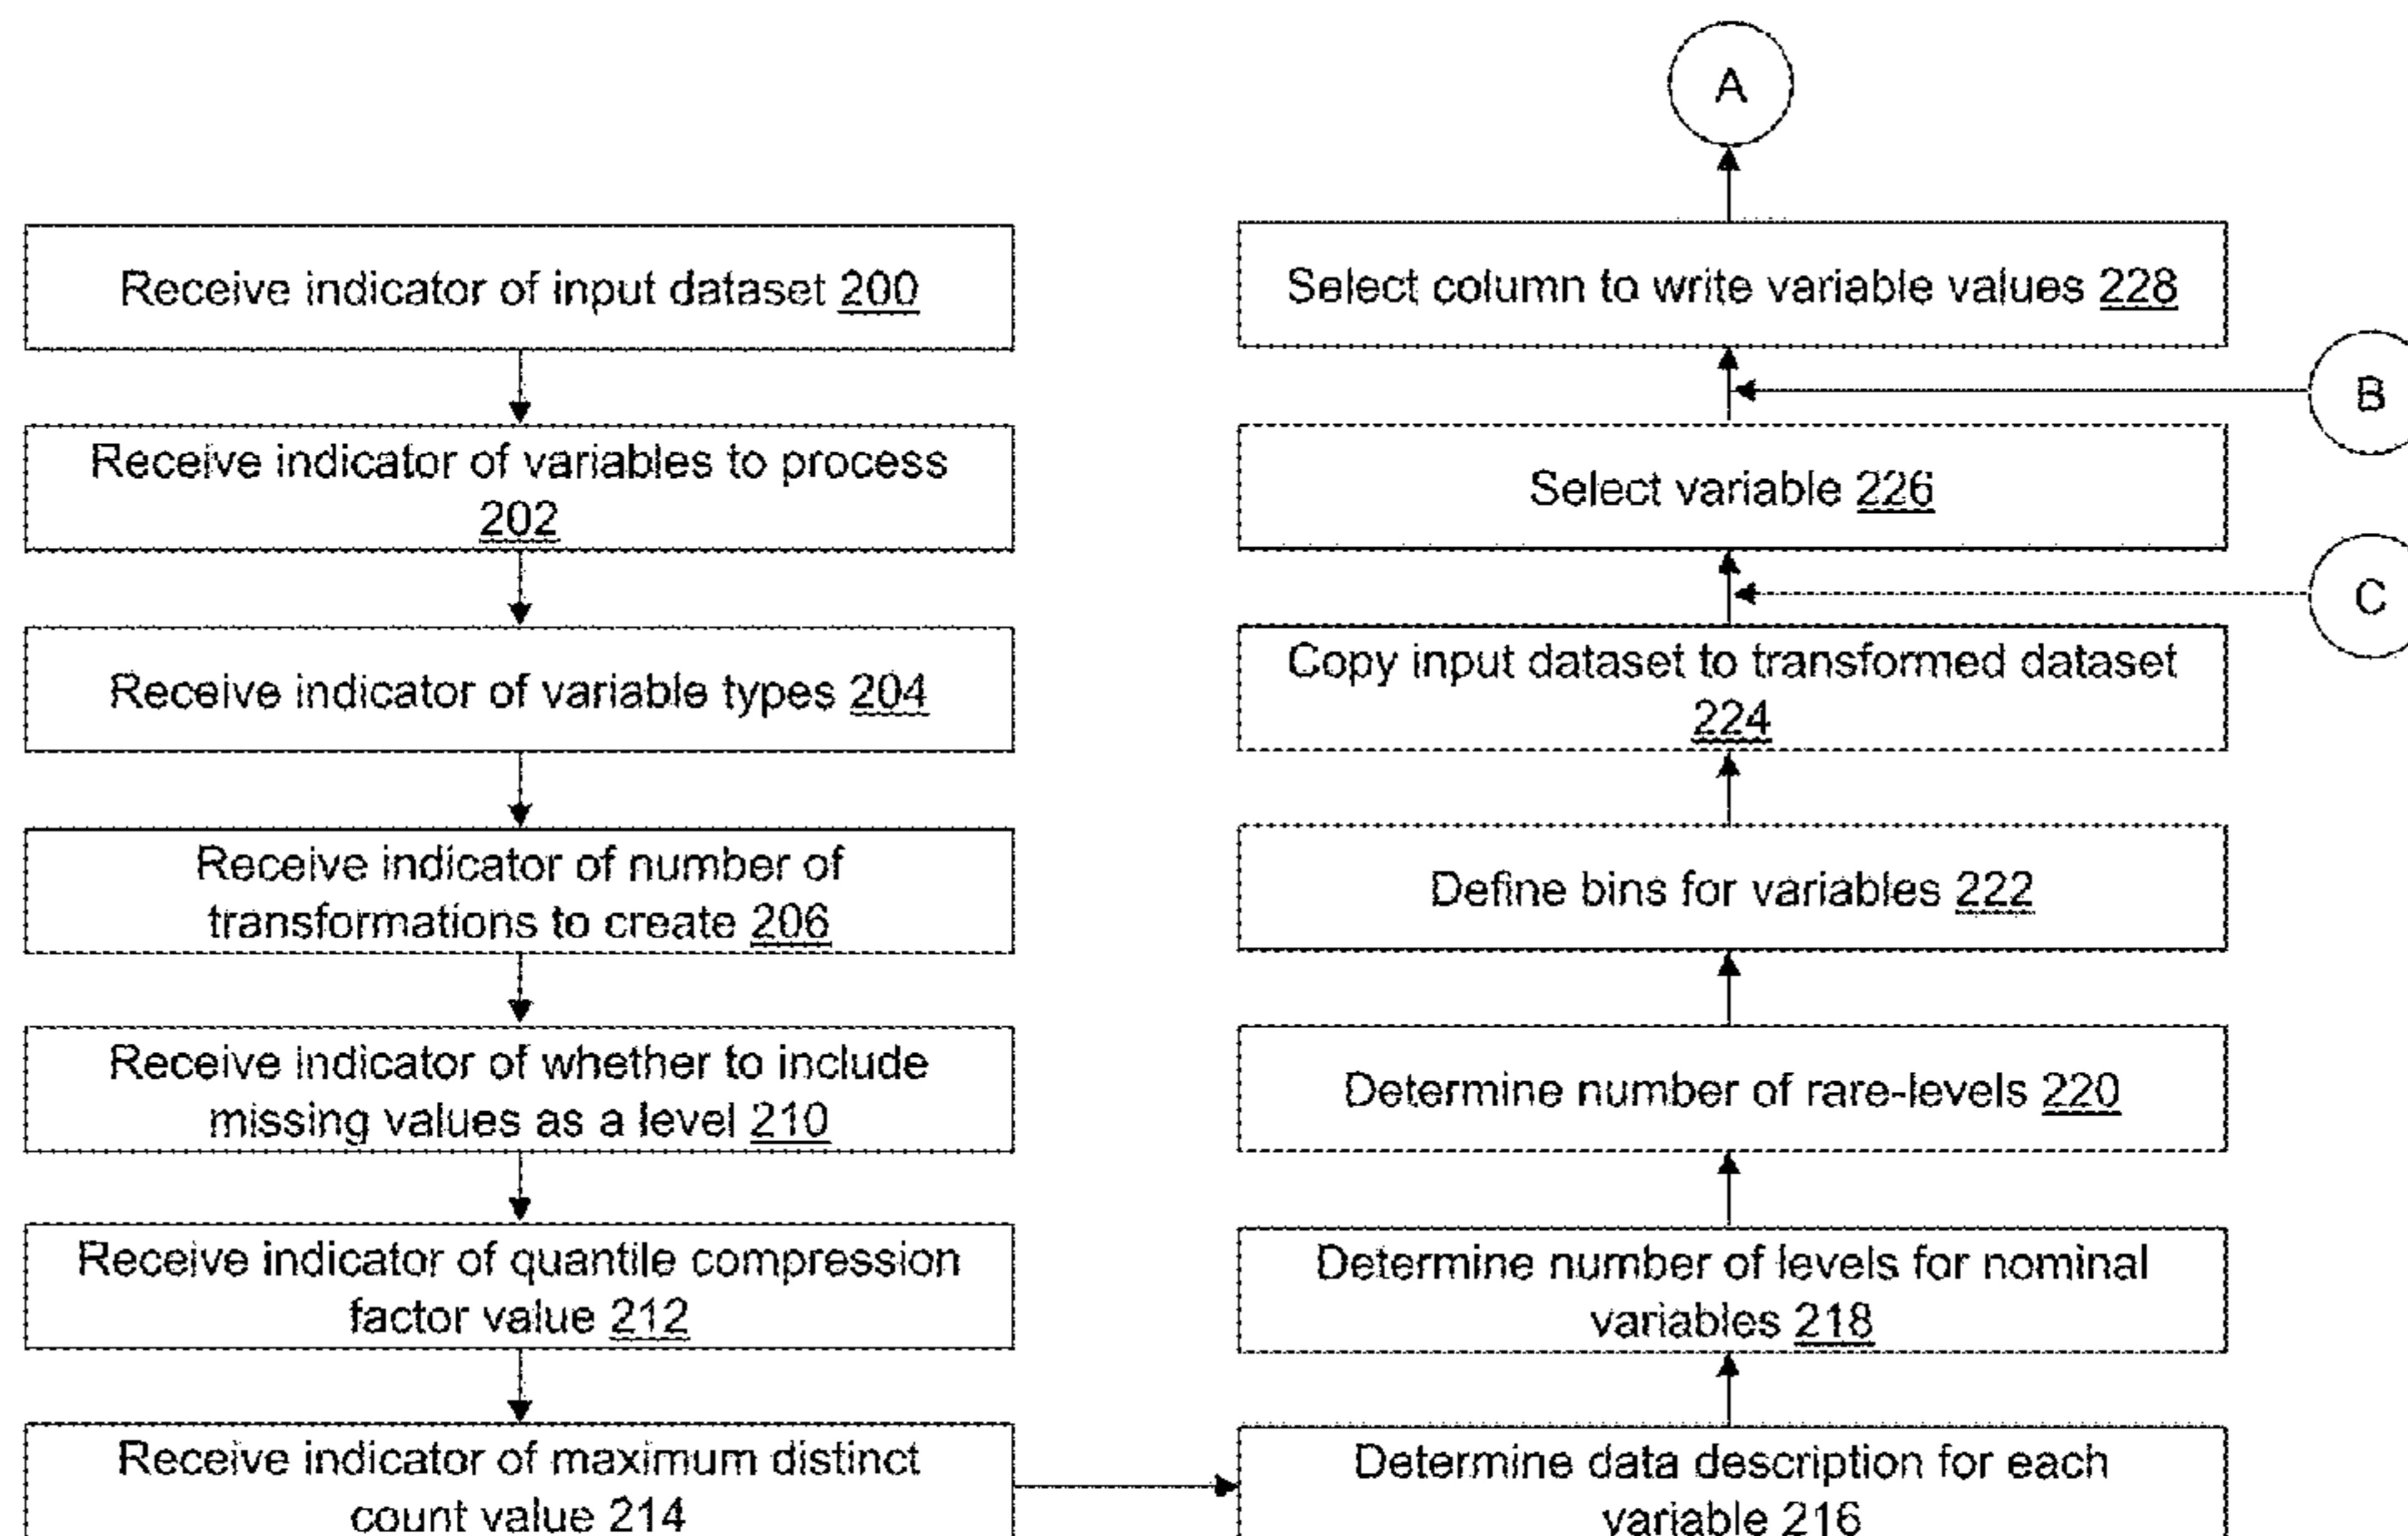 Receive indicator of input dataset 200
Receive indicator of variables to process
202
Receive indicator of variable types 204
Receive indicator of number of
transformations to create 206
Receive indicator of whether to include
missing values as a level 210
Receive indicator of quantile compression
factor value 212
Receive indicator of maximum distinct
count value 214
A
Select column to write variable values 228
B
Select variable 226
C
Copy input dataset to transformed dataset
224
Define bins for variables 222
Determine number of rare-levels 220
Determine number of levels for nominal
variables 218
Determine data description for each
variable 216